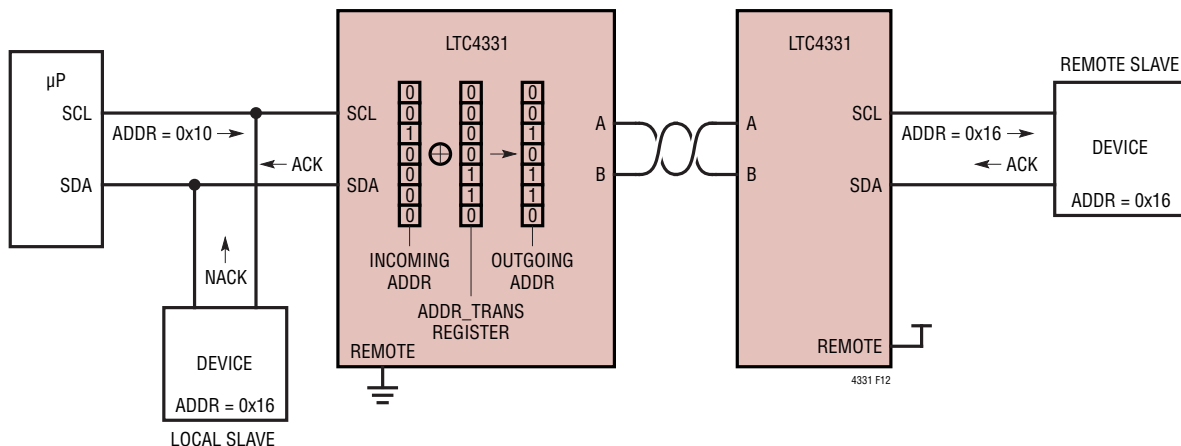 µP
SCL
ADDR = 0x10
SDA
ACK
NACK
DEVICE
ADDR = 0x16
LOCAL SLAVE
LTC4331
SCL
SDA
0 0 0
0 0 0
1 0 1
0 0 0
0 1 1
0 1 1
0 0 0
INCOMING
ADDR
ADDR_TRANS
REGISTER
OUTGOING
ADDR
REMOTE
A
B
LTC4331
A
B
SCL
SDA
REMOTE
ADDR = 0x16
ACK
REMOTE SLAVE
DEVICE
ADDR = 0x16
4331 F12